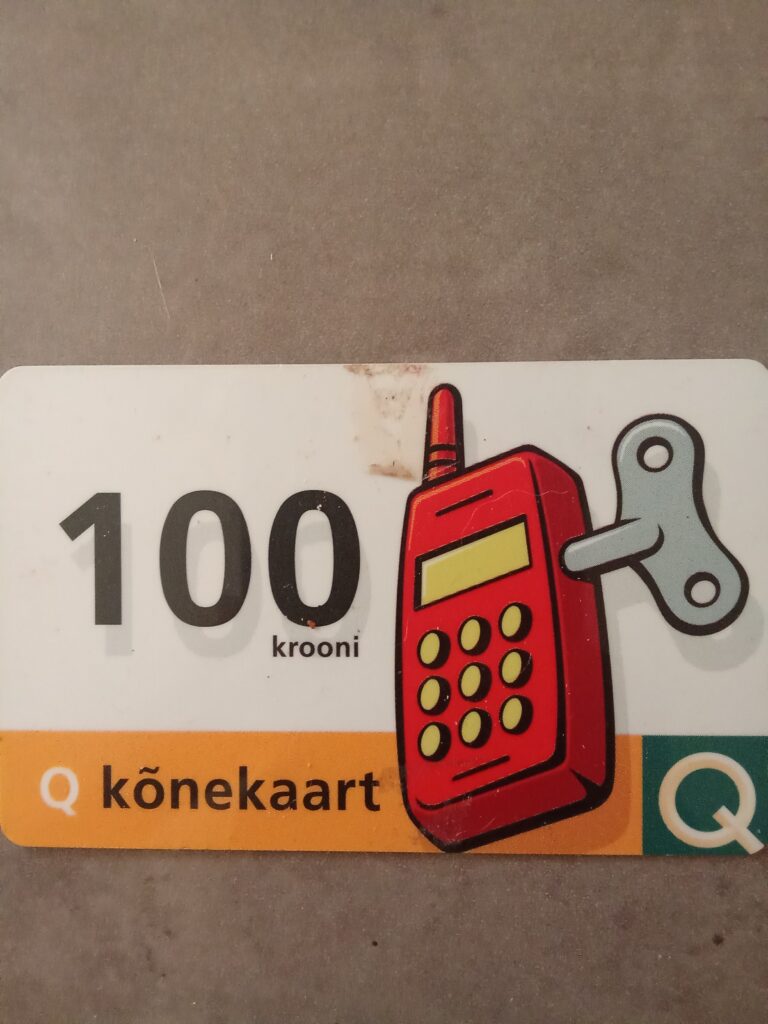 100
krooni
Q kõnekaart
Q